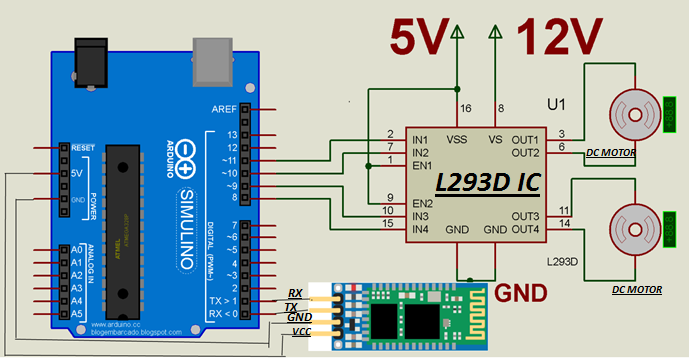 5V
12V
AREF
RESET
5V
GND
POWER
ANALOG IN
A0
A1
A2
A3
A4
A5
ATMEL
ARDUINO
SIMULINO
DIGITAL (PWM~)
13
12
~11
~10
~9
8
7
~6
~5
4
~3
2
TX > 1
RX < 0
www.arduino.cc
blogembarcado.blogspot.com
16
8
U1
2
7
1
9
10
15
IN1
IN2
EN1
EN2
IN3
IN4
VSS
VS
OUT1
OUT2
OUT3
OUT4
GND
GND
L293D IC
3
6
11
14
L293D
DC MOTOR
DC MOTOR
GND
RX
TX
GND
VCC